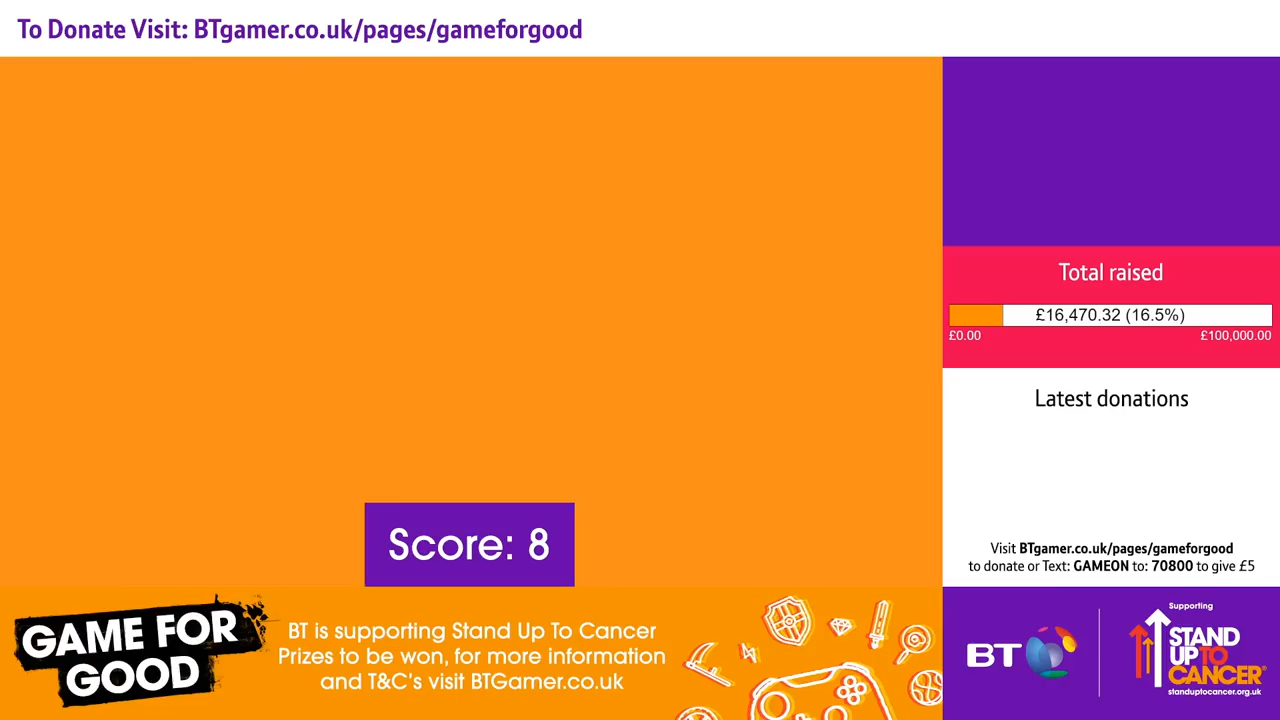 To Donate Visit: BTgamer.co.uk/pages/gameforgood
Total raised
£16,470.32 (16.5%)
£0.00 £100,000.00
Latest donations
Score: 8
Visit BTgamer.co.uk/pages/gameforgood
to donate or Text: GAMEON to: 70800 to give £5
GAME FOR
GOOD
BT is supporting Stand Up To Cancer
Prizes to be won, for more information
and T&C's visit BTGamer.co.uk
BT
Supporting
STAND
UP TO
CANCER
standuptocancer.org.uk